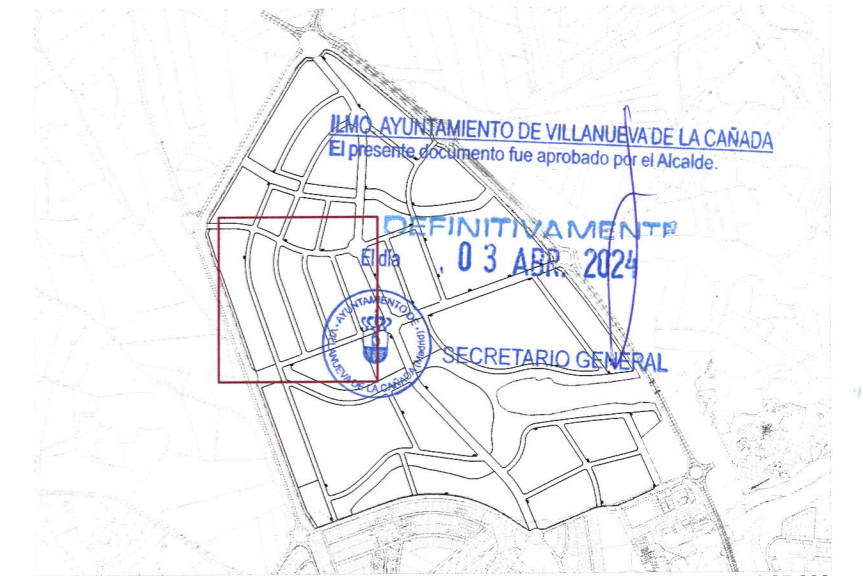 ILMO. AYUNTAMIENTO DE VILLANUEVA DE LA CAÑADA
El presente documento fue aprobado por el Alcalde.
DEFINITIVAMENTE
El día , 03 ABR. 2024
AYUNTAMIENTO DE VILLANUEVA DE LA CAÑADA (Madrid)
SECRETARIO GENERAL